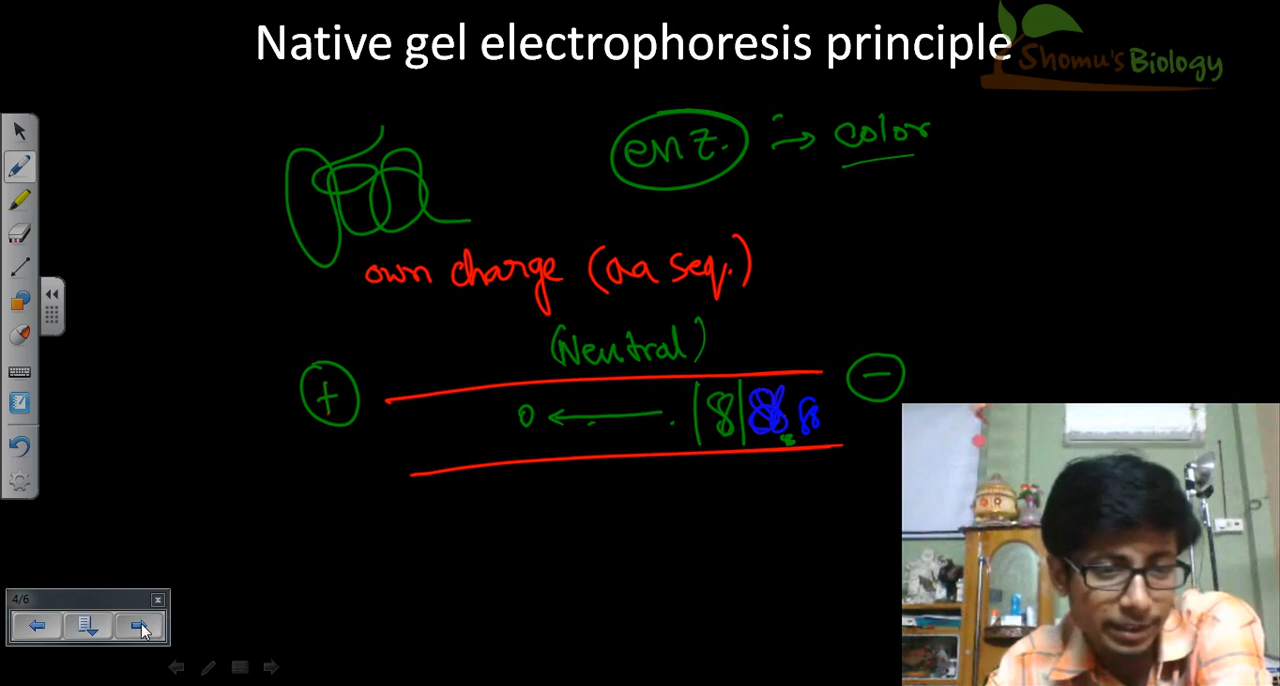 Native gel electrophoresis principle
Shomu's Biology
enz. → color
own charge (aa seq.)
(Neutral)
+
−
4/6